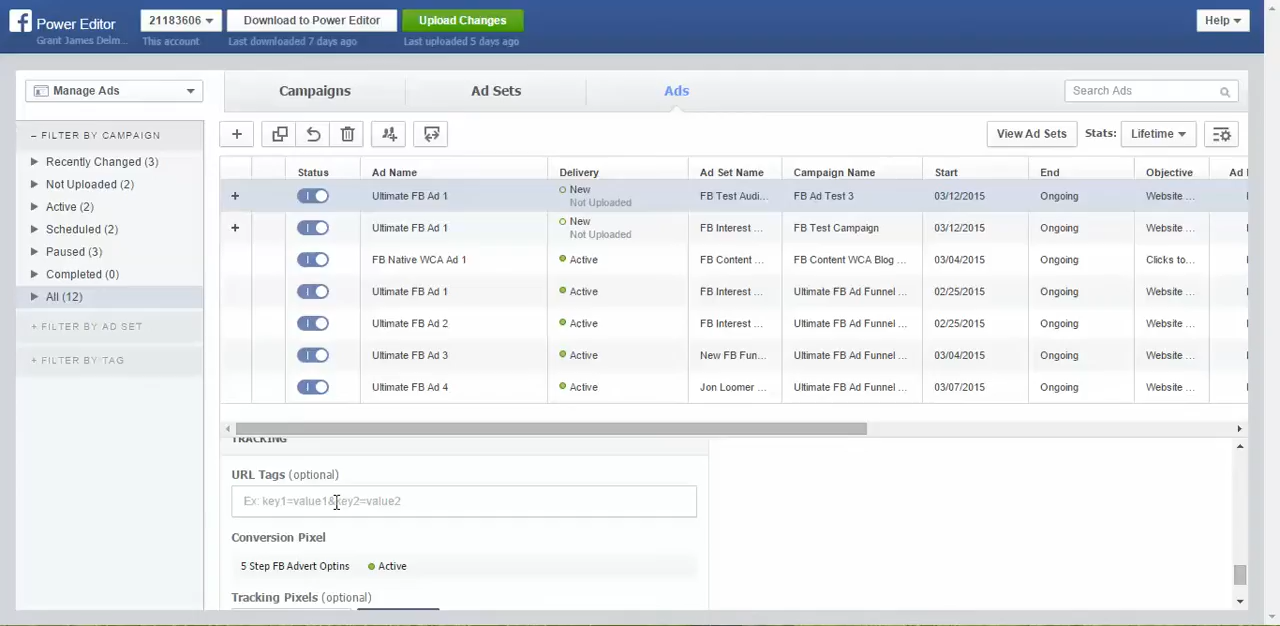 Power Editor
Grant James Delm...
21183606
This account
Download to Power Editor
Last downloaded 7 days ago
Upload Changes
Last uploaded 5 days ago
Help
Manage Ads
Campaigns
Ad Sets
Ads
Search Ads
– FILTER BY CAMPAIGN
Recently Changed (3)
Not Uploaded (2)
Active (2)
Scheduled (2)
Paused (3)
Completed (0)
All (12)
+ FILTER BY AD SET
+ FILTER BY TAG
View Ad Sets
Stats:
Lifetime
Status Ad Name Delivery Ad Set Name Campaign Name Start End Objective Ad I
+ Ultimate FB Ad 1 New Not Uploaded FB Test Audi... FB Ad Test 3 03/12/2015 Ongoing Website ...
+ Ultimate FB Ad 1 New Not Uploaded FB Interest ... FB Test Campaign 03/12/2015 Ongoing Website ...
FB Native WCA Ad 1 Active FB Content ... FB Content WCA Blog ... 03/04/2015 Ongoing Clicks to...
Ultimate FB Ad 1 Active FB Interest ... Ultimate FB Ad Funnel ... 02/25/2015 Ongoing Website ...
Ultimate FB Ad 2 Active FB Interest ... Ultimate FB Ad Funnel ... 02/25/2015 Ongoing Website ...
Ultimate FB Ad 3 Active New FB Fun... Ultimate FB Ad Funnel ... 03/04/2015 Ongoing Website ...
Ultimate FB Ad 4 Active Jon Loomer ... Ultimate FB Ad Funnel ... 03/07/2015 Ongoing Website ...
TRACKING
URL Tags (optional)
Ex: key1=value1&key2=value2
Conversion Pixel
5 Step FB Advert Optins Active
Tracking Pixels (optional)